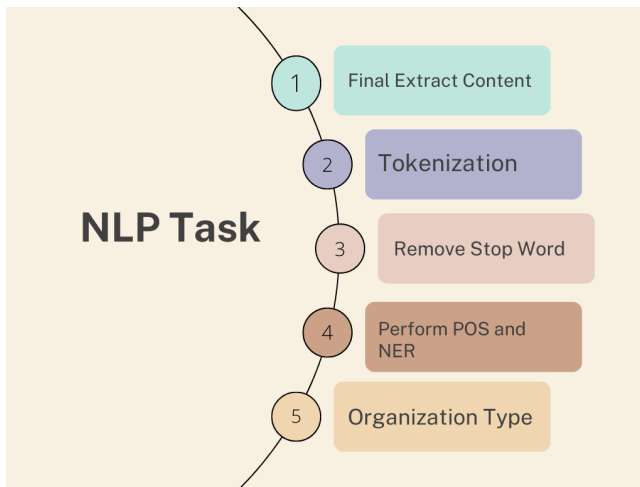 NLP Task
1
Final Extract Content
2
Tokenization
3
Remove Stop Word
4
Perform POS and
NER
5
Organization Type